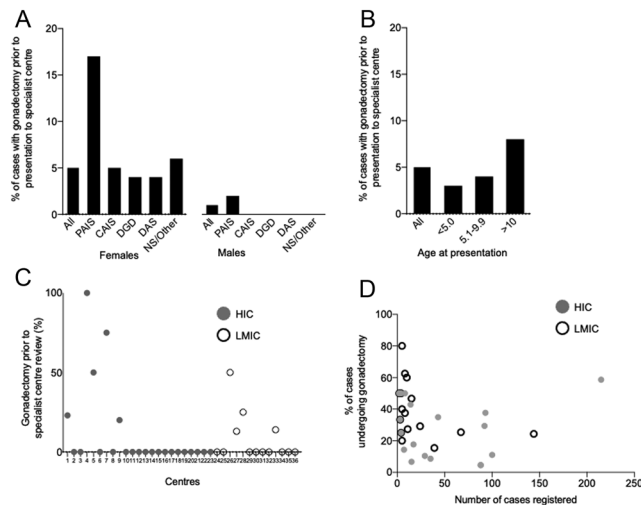 A
% of cases with gonadectomy prior to
presentation to specialist centre
20
15
10
5
0
All
PAIS
CAIS
DGD
DAS
NS/Other
Females
All
PAIS
CAIS
DGD
DAS
NS/Other
Males
B
% of cases with gonadectomy prior to
presentation to specialist centre
20
15
10
5
0
All
<5.0
5.1-9.9
>10
Age at presentation
C
Gonadectomy prior to
specialist centre review (%)
100
50
0
HIC
LMIC
1 2 3 4 5 6 7 8 9 10 11 12 13 14 15 16 17 18 19 20 21 22 23 24 25 26 27 28 29 30 31 32 33 34 35 36
Centres
D
% of cases
undergoing gonadectomy
100
80
60
40
20
0
HIC
LMIC
0 50 100 150 200 250
Number of cases registered